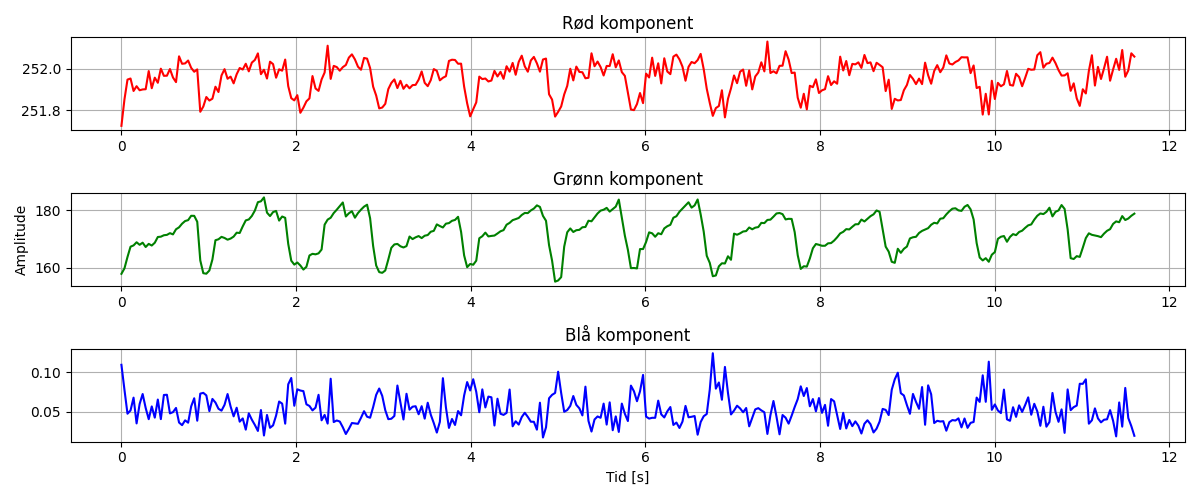 Rød komponent
252.0
251.8
0 2 4 6 8 10 12
Grønn komponent
180
160
Amplitude
0 2 4 6 8 10 12
Blå komponent
0.10
0.05
0 2 4 6 8 10 12
Tid [s]